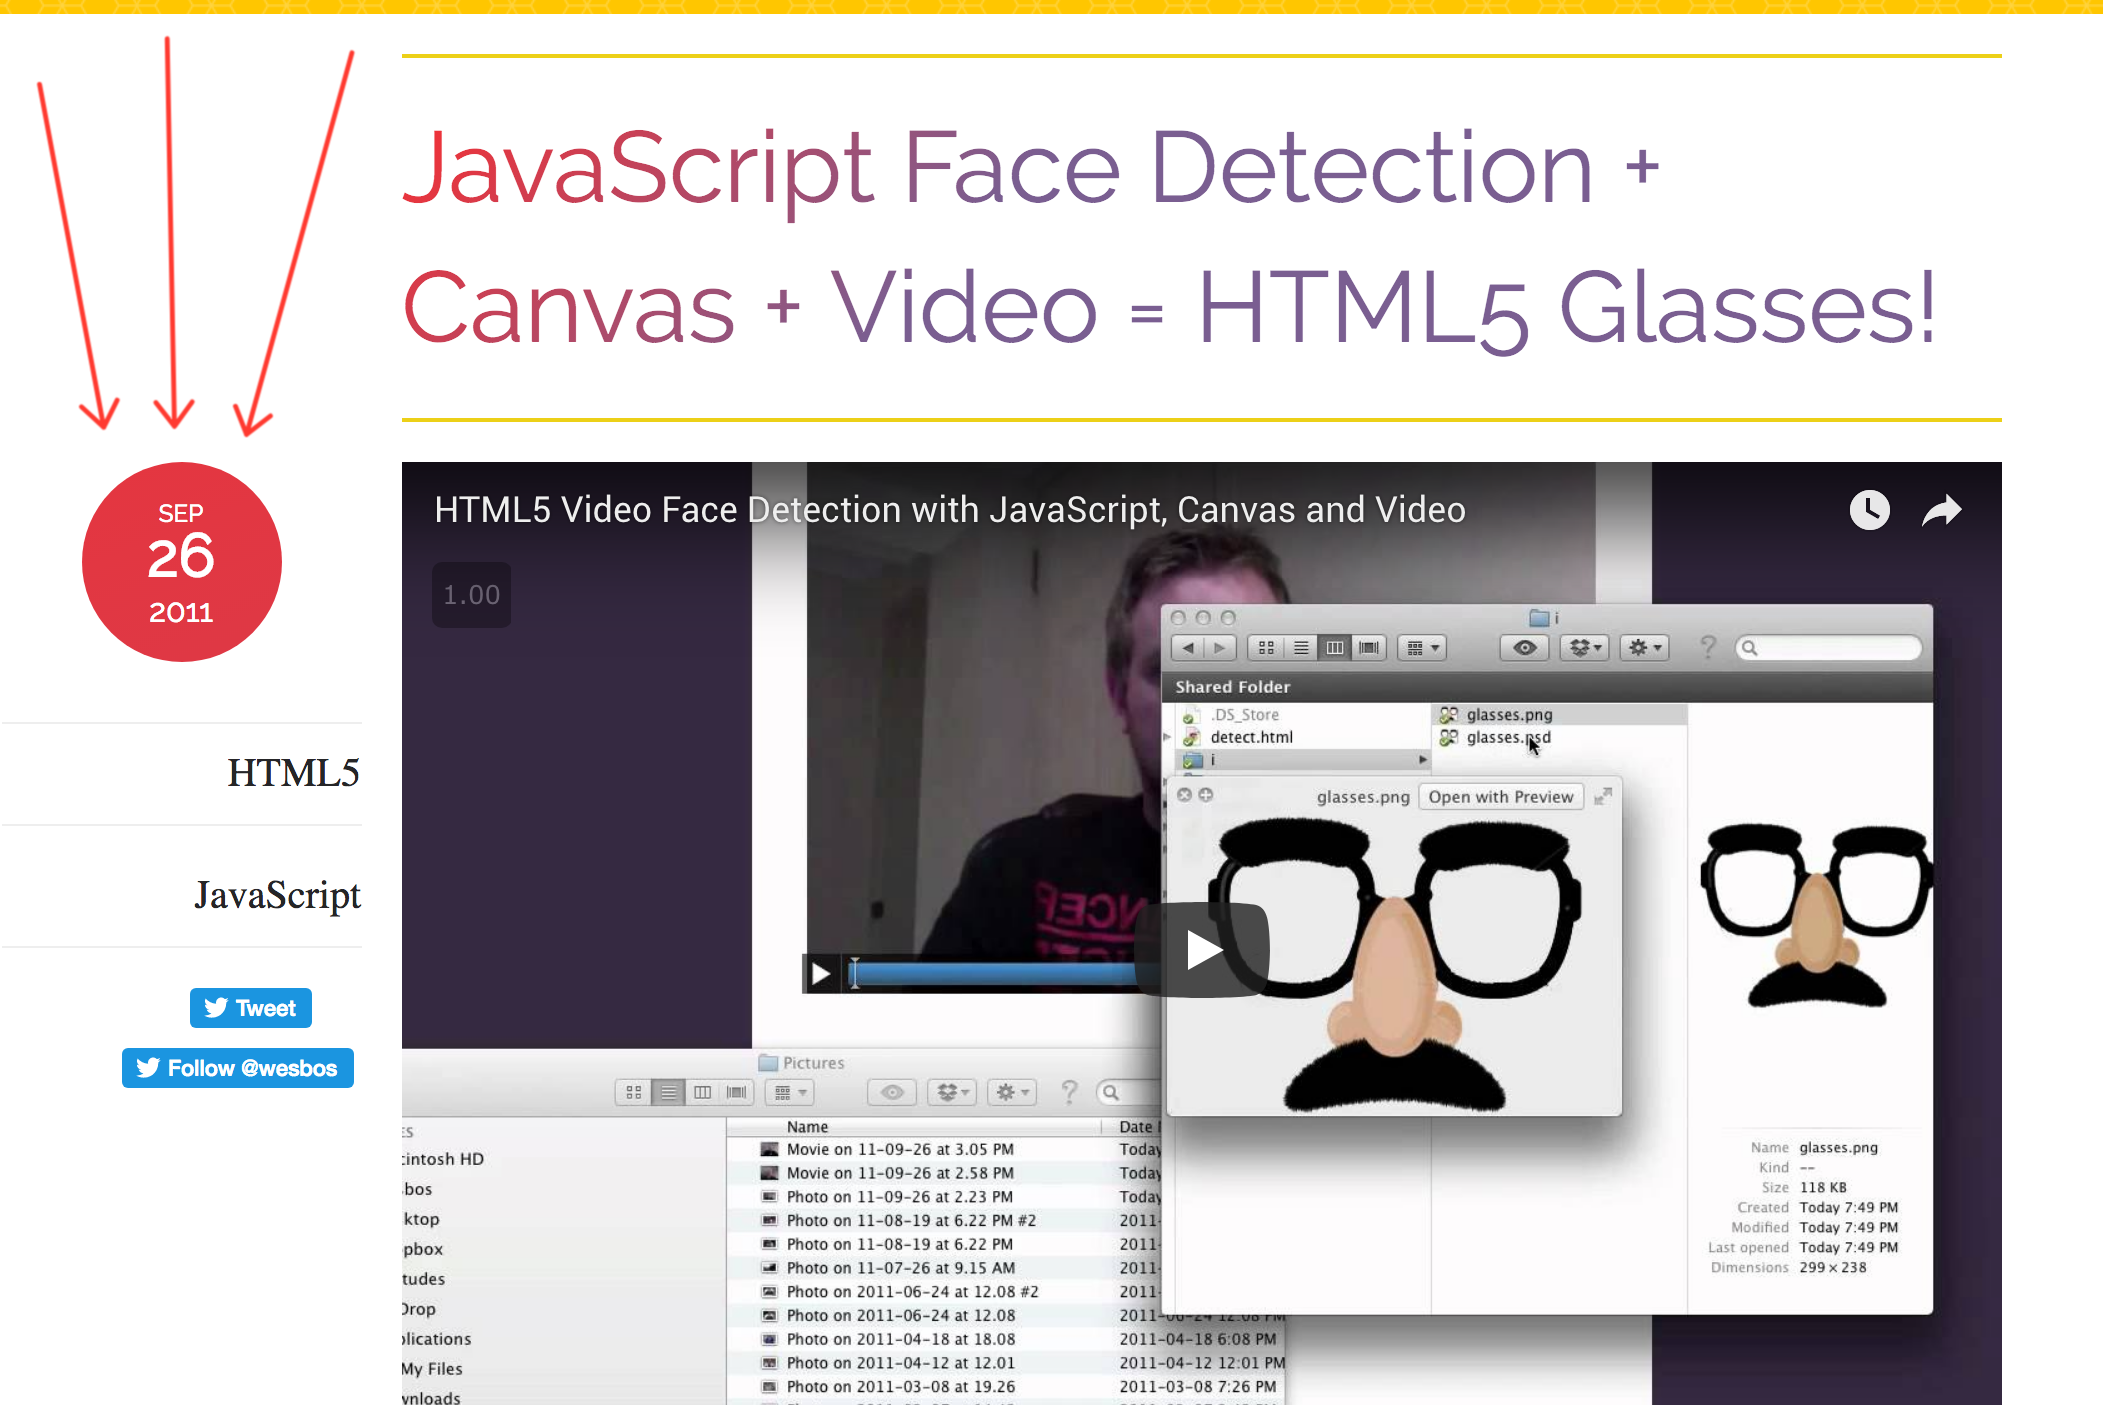 JavaScript Face Detection +
Canvas + Video = HTML5 Glasses!
SEP
26
2011
HTML5
JavaScript
Tweet
Follow @wesbos
HTML5 Video Face Detection with JavaScript, Canvas and Video
1.00
i
Shared Folder
.DS_Store
detect.html
i
glasses.png
glasses.psd
glasses.png Open with Preview
Name glasses.png
Kind --
Size 118 KB
Created Today 7:49 PM
Modified Today 7:49 PM
Last opened Today 7:49 PM
Dimensions 299 × 238
Pictures
ES
cintosh HD
bos
ktop
pbox
tudes
Drop
plications
My Files
wnloads
Name Date
Movie on 11-09-26 at 3.05 PM Today
Movie on 11-09-26 at 2.58 PM Today
Photo on 11-09-26 at 2.23 PM Today
Photo on 11-08-19 at 6.22 PM #2 2011-
Photo on 11-08-19 at 6.22 PM 2011-
Photo on 11-07-26 at 9.15 AM 2011-
Photo on 2011-06-24 at 12.08 #2 2011-
Photo on 2011-06-24 at 12.08 2011-06-24 12:08 PM
Photo on 2011-04-18 at 18.08 2011-04-18 6:08 PM
Photo on 2011-04-12 at 12.01 2011-04-12 12:01 PM
Photo on 2011-03-08 at 19.26 2011-03-08 7:26 PM